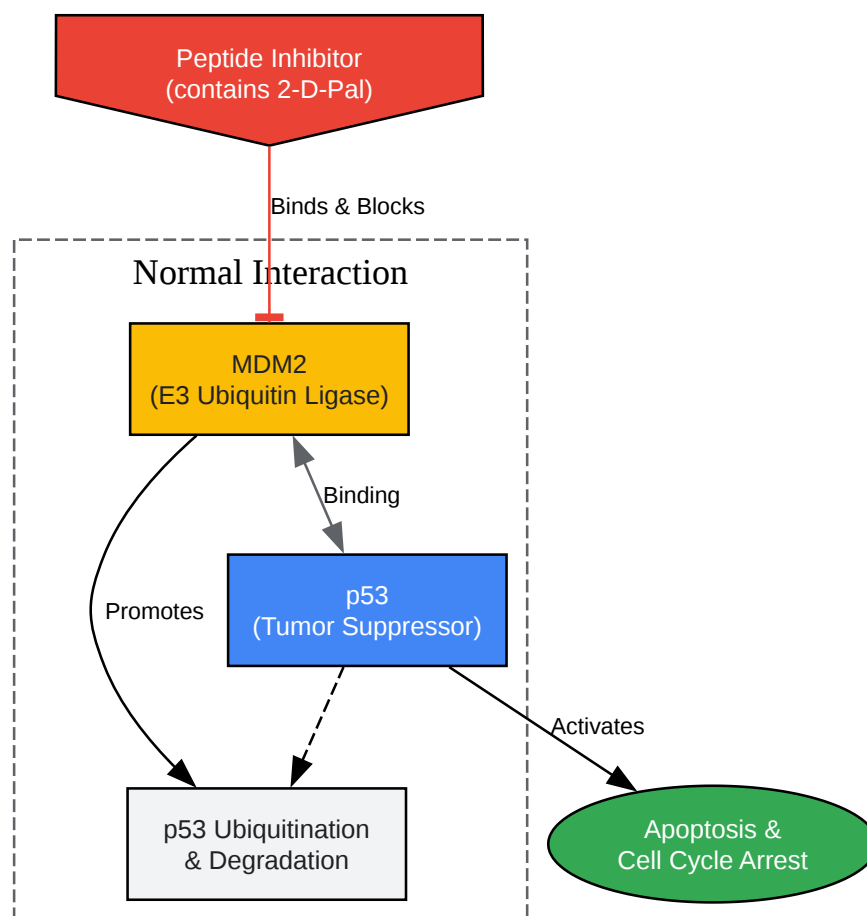 Peptide Inhibitor
(contains 2-D-Pal)
Binds & Blocks
Normal Interaction
MDM2
(E3 Ubiquitin Ligase)
Binding
Promotes
p53
(Tumor Suppressor)
Activates
p53 Ubiquitination
& Degradation
Apoptosis &
Cell Cycle Arrest